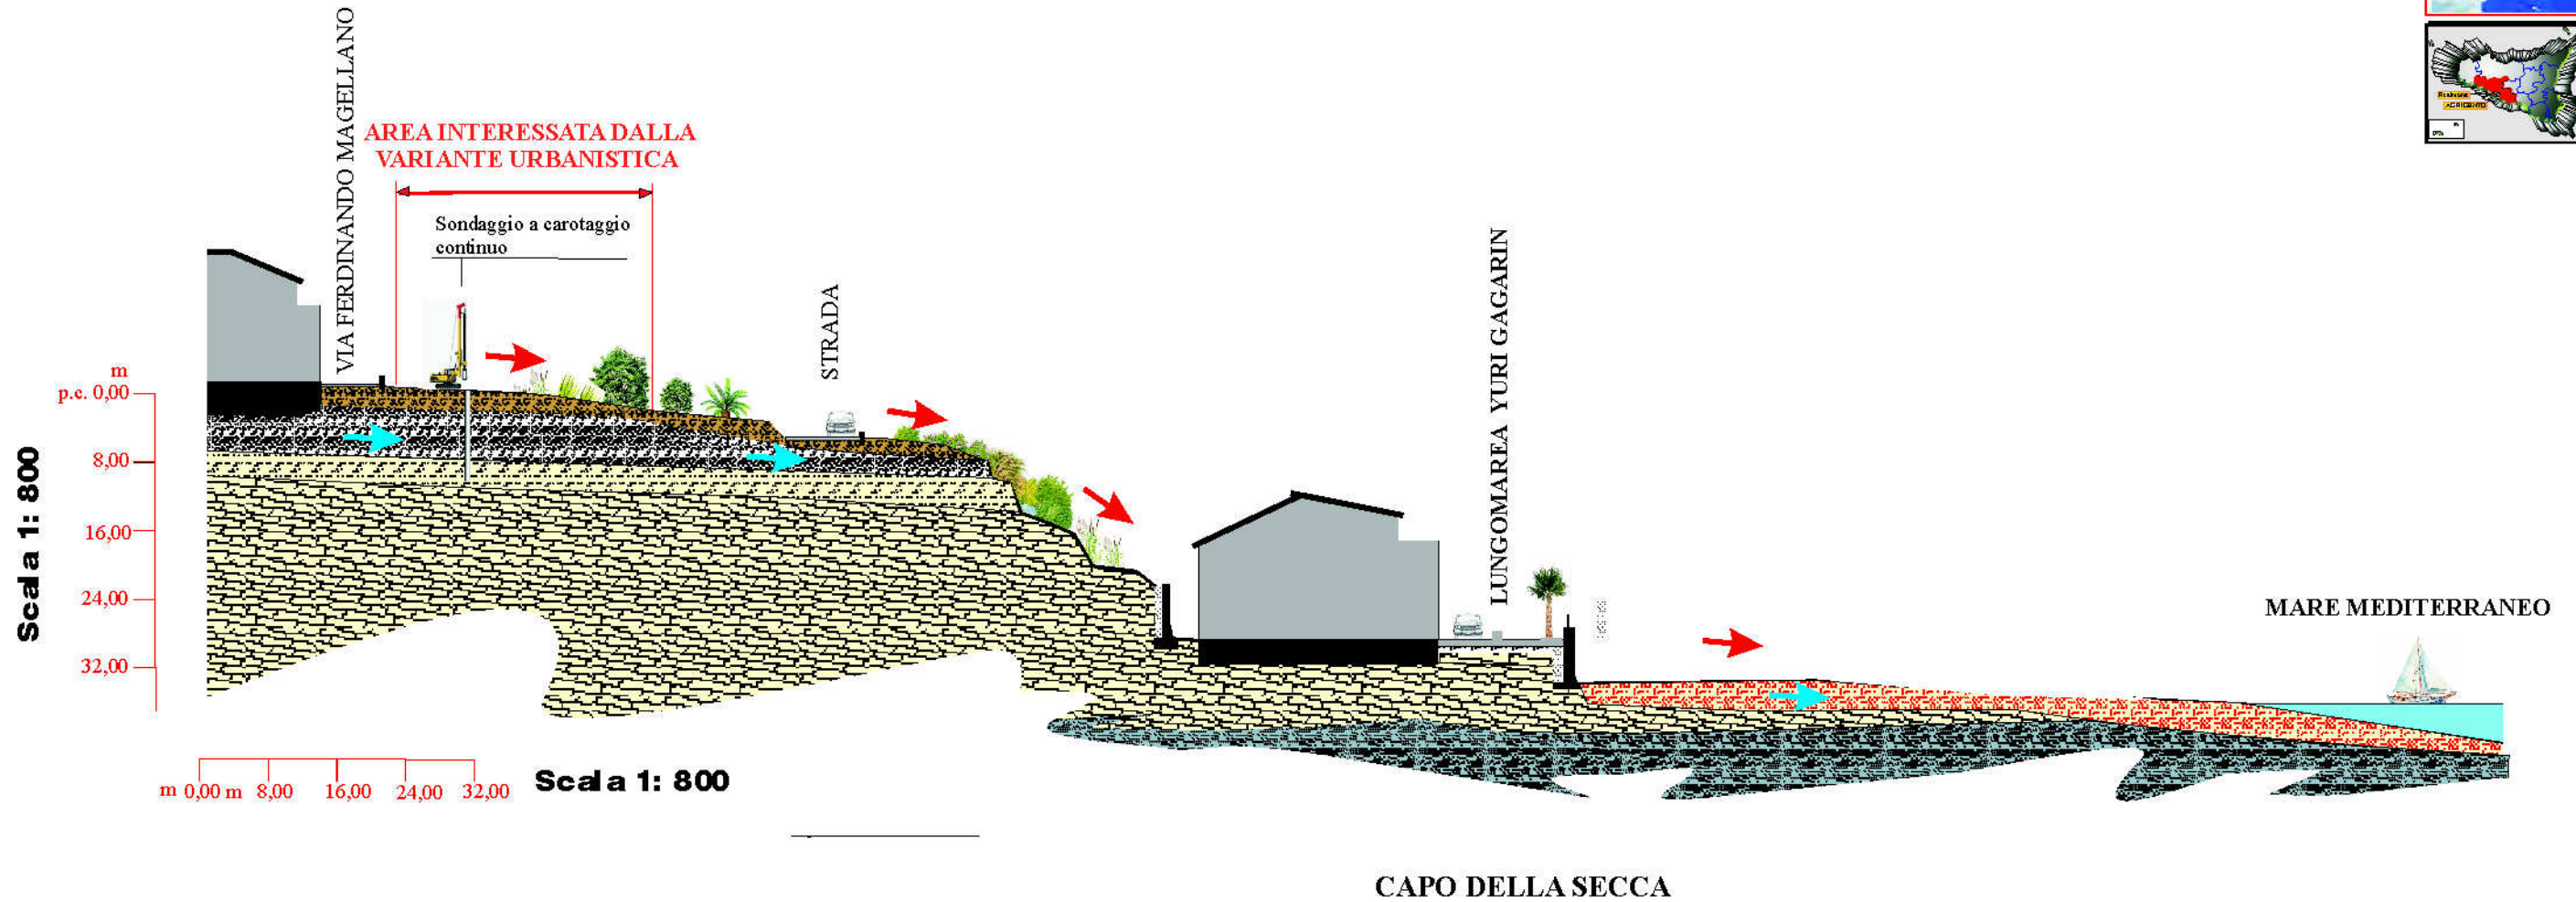 VIA FERDINANDO MAGELLANO
AREA INTERESSATA DALLA
VARIANTE URBANISTICA
Sondaggio a carotaggio
continuo
STRADA
LUNGOMAREA YURI GAGARIN
MARE MEDITERRANEO
Scala 1: 800
m
p.c. 0,00
8,00
16,00
24,00
32,00
m 0,00 m 8,00 16,00 24,00 32,00
Scala 1: 800
CAPO DELLA SECCA
AGRIGENTO